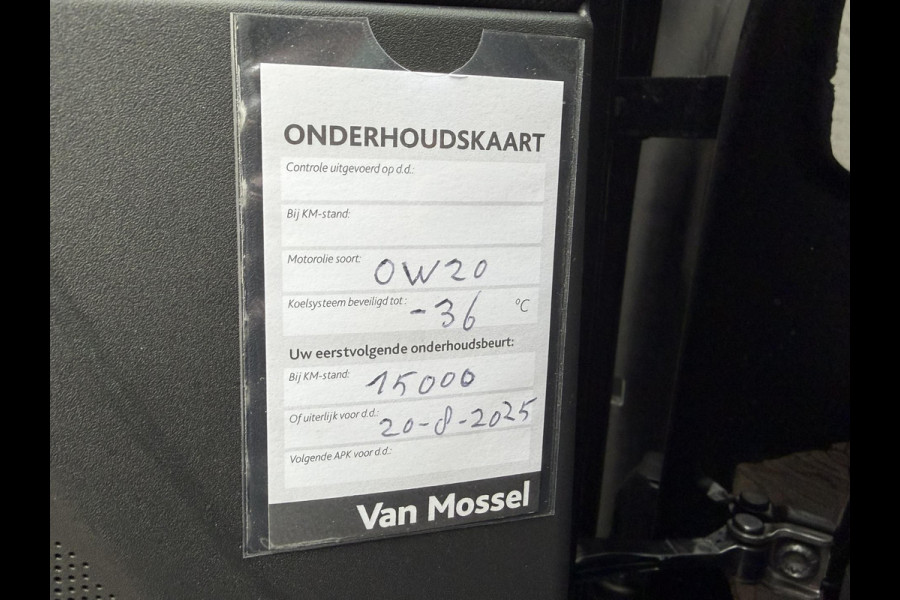 ONDERHOUDSKAART
Controle uitgevoerd op d.d.:
Bij KM-stand:
Motorolie soort: 0W20
Koelsysteem beveiligd tot: -36 °C
Uw eerstvolgende onderhoudsbeurt:
Bij KM-stand: 15000
Of uiterlijk voor d.d.: 20-8-2025
Volgende APK voor d.d.:
Van Mossel